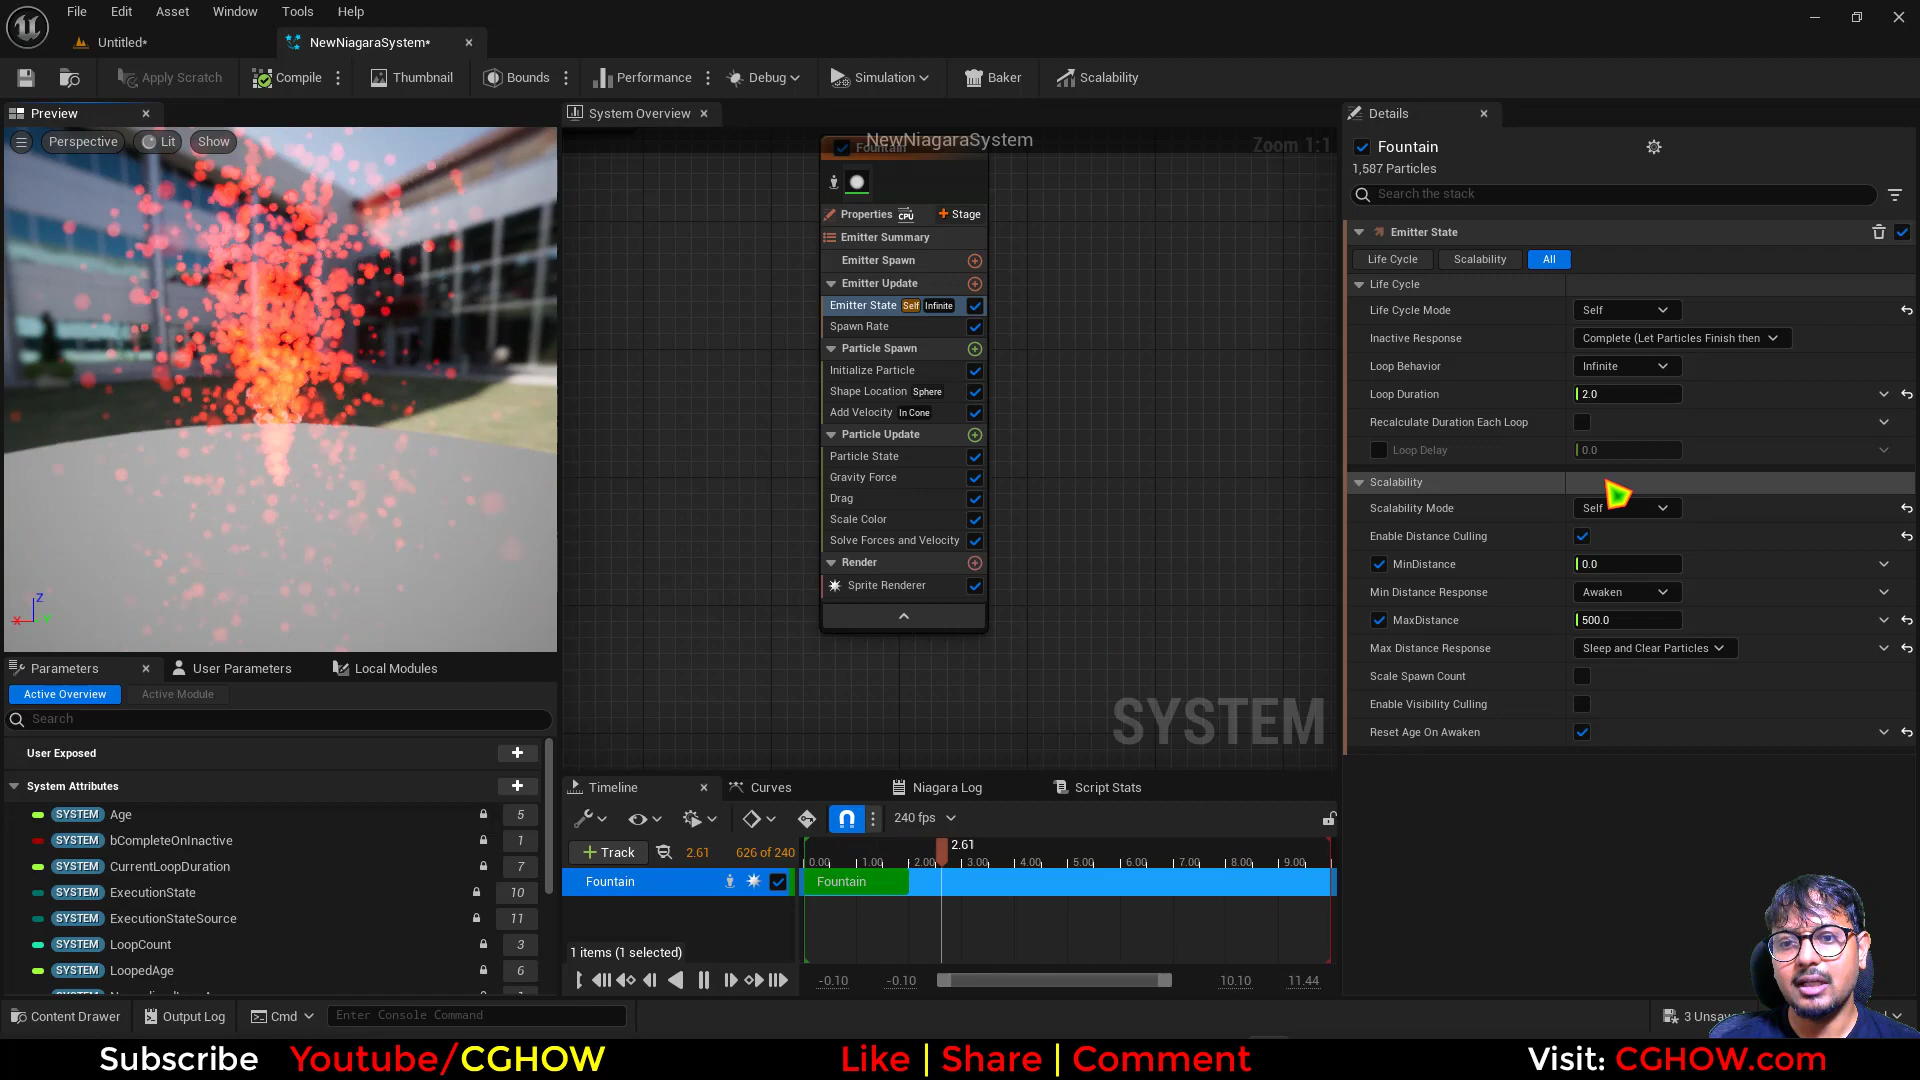 File Edit Asset Window Tools Help
Untitled*
NewNiagaraSystem*
Apply Scratch
Compile
Thumbnail
Bounds
Performance
Debug
Simulation
Baker
Scalability
Preview
Perspective
Lit
Show
Z
X
System Overview
NewNiagaraSystem
Zoom 1:1
Fountain
Properties CPU + Stage
Emitter Summary
Emitter Spawn
Emitter Update
Emitter State Self Infinite
Spawn Rate
Particle Spawn
Initialize Particle
Shape Location Sphere
Add Velocity In Cone
Particle Update
Particle State
Gravity Force
Drag
Scale Color
Solve Forces and Velocity
Render
Sprite Renderer
SYSTEM
Details
Fountain
1,587 Particles
Search the stack
Emitter State
Life Cycle Scalability All
Life Cycle
Life Cycle Mode Self
Inactive Response Complete (Let Particles Finish then
Loop Behavior Infinite
Loop Duration 2.0
Recalculate Duration Each Loop
Loop Delay 0.0
Scalability
Scalability Mode Self
Enable Distance Culling
MinDistance 0.0
Min Distance Response Awaken
MaxDistance 500.0
Max Distance Response Sleep and Clear Particles
Scale Spawn Count
Enable Visibility Culling
Reset Age On Awaken
Parameters
User Parameters
Local Modules
Active Overview Active Module
Search
User Exposed
System Attributes
SYSTEM Age 5
SYSTEM bCompleteOnInactive 1
SYSTEM CurrentLoopDuration 7
SYSTEM ExecutionState 10
SYSTEM ExecutionStateSource 11
SYSTEM LoopCount 3
SYSTEM LoopedAge 6
Timeline
Curves
Niagara Log
Script Stats
240 fps
+ Track 2.61 626 of 240
2.61
0.00 1.00 2.00 3.00 4.00 5.00 6.00 7.00 8.00 9.00
Fountain
Fountain
1 items (1 selected)
-0.10 -0.10 10.10 11.44
Content Drawer
Output Log
Cmd
Enter Console Command
3 Unsav
Subscribe Youtube/CGHOW
Like | Share | Comment
Visit: CGHOW.com